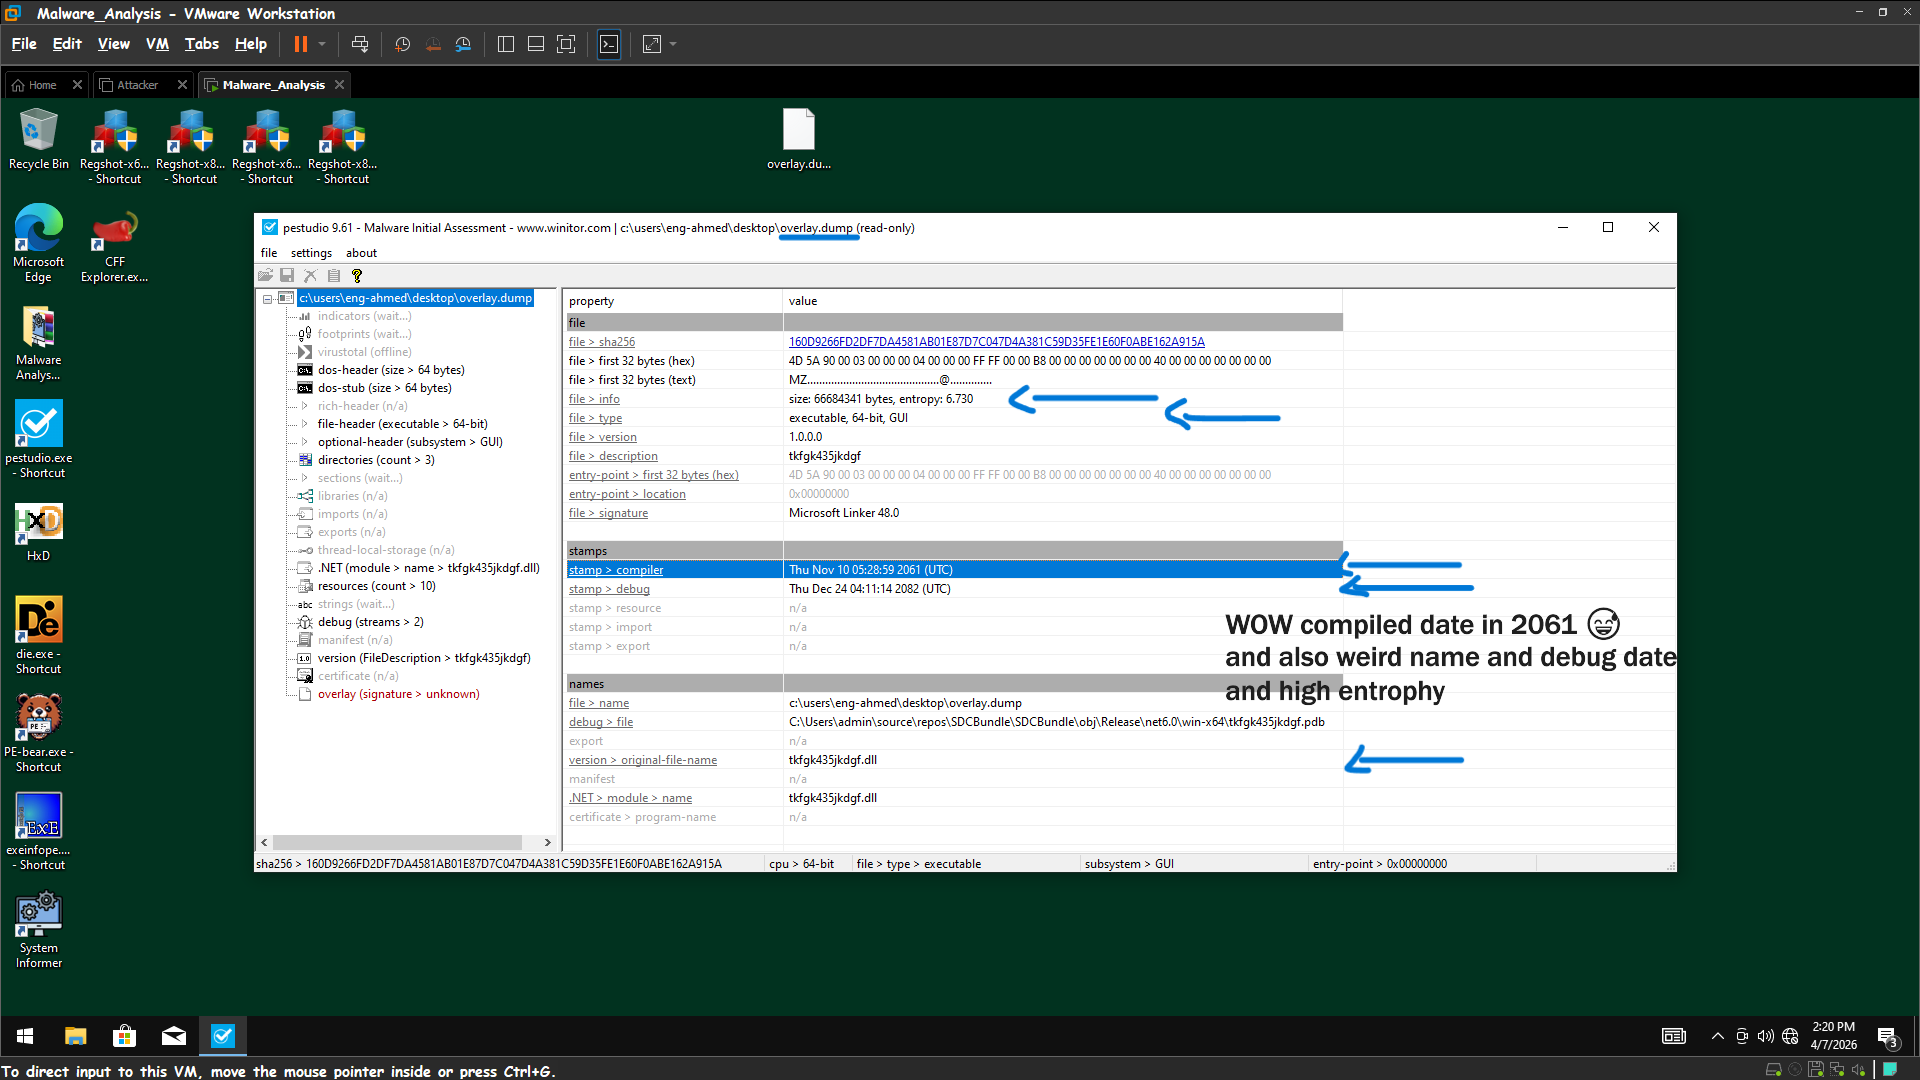 Malware_Analysis - VMware Workstation
File Edit View VM Tabs Help
Home
Attacker
Malware_Analysis
Recycle Bin
Regshot-x6... - Shortcut
Regshot-x8... - Shortcut
Regshot-x6... - Shortcut
Regshot-x8... - Shortcut
overlay.du...
Microsoft Edge
CFF Explorer.ex...
Malware Analys...
pestudio.exe - Shortcut
HxD
die.exe - Shortcut
PE-bear.exe - Shortcut
exeinfope.... - Shortcut
System Informer
pestudio 9.61 - Malware Initial Assessment - www.winitor.com | c:\users\eng-ahmed\desktop\overlay.dump (read-only)
file settings about
c:\users\eng-ahmed\desktop\overlay.dump
indicators (wait...)
footprints (wait...)
virustotal (offline)
dos-header (size > 64 bytes)
dos-stub (size > 64 bytes)
rich-header (n/a)
file-header (executable > 64-bit)
optional-header (subsystem > GUI)
directories (count > 3)
sections (wait...)
libraries (n/a)
imports (n/a)
exports (n/a)
thread-local-storage (n/a)
.NET (module > name > tkfgk435jkdgf.dll)
resources (count > 10)
abc strings (wait...)
debug (streams > 2)
manifest (n/a)
1.0 version (FileDescription > tkfgk435jkdgf)
certificate (n/a)
overlay (signature > unknown)
property value
file
file > sha256 160D9266FD2DF7DA4581AB01E87D7C047D4A381C59D35FE1E60F0ABE162A915A
file > first 32 bytes (hex) 4D 5A 90 00 03 00 00 00 04 00 00 00 FF FF 00 00 B8 00 00 00 00 00 00 00 40 00 00 00 00 00 00 00
file > first 32 bytes (text) MZ............................................@..............
file > info size: 66684341 bytes, entropy: 6.730
file > type executable, 64-bit, GUI
file > version 1.0.0.0
file > description tkfgk435jkdgf
entry-point > first 32 bytes (hex) 4D 5A 90 00 03 00 00 00 04 00 00 00 FF FF 00 00 B8 00 00 00 00 00 00 00 40 00 00 00 00 00 00 00
entry-point > location 0x00000000
file > signature Microsoft Linker 48.0
stamps
stamp > compiler Thu Nov 10 05:28:59 2061 (UTC)
stamp > debug Thu Dec 24 04:11:14 2082 (UTC)
stamp > resource n/a
stamp > import n/a
stamp > export n/a
WOW compiled date in 2061 😅
and also weird name and debug date
and high entrophy
names
file > name c:\users\eng-ahmed\desktop\overlay.dump
debug > file C:\Users\admin\source\repos\SDCBundle\SDCBundle\obj\Release\net6.0\win-x64\tkfgk435jkdgf.pdb
export n/a
version > original-file-name tkfgk435jkdgf.dll
manifest n/a
.NET > module > name tkfgk435jkdgf.dll
certificate > program-name n/a
sha256 > 160D9266FD2DF7DA4581AB01E87D7C047D4A381C59D35FE1E60F0ABE162A915A cpu > 64-bit file > type > executable subsystem > GUI entry-point > 0x00000000
2:20 PM
4/7/2026
3
To direct input to this VM, move the mouse pointer inside or press Ctrl+G.